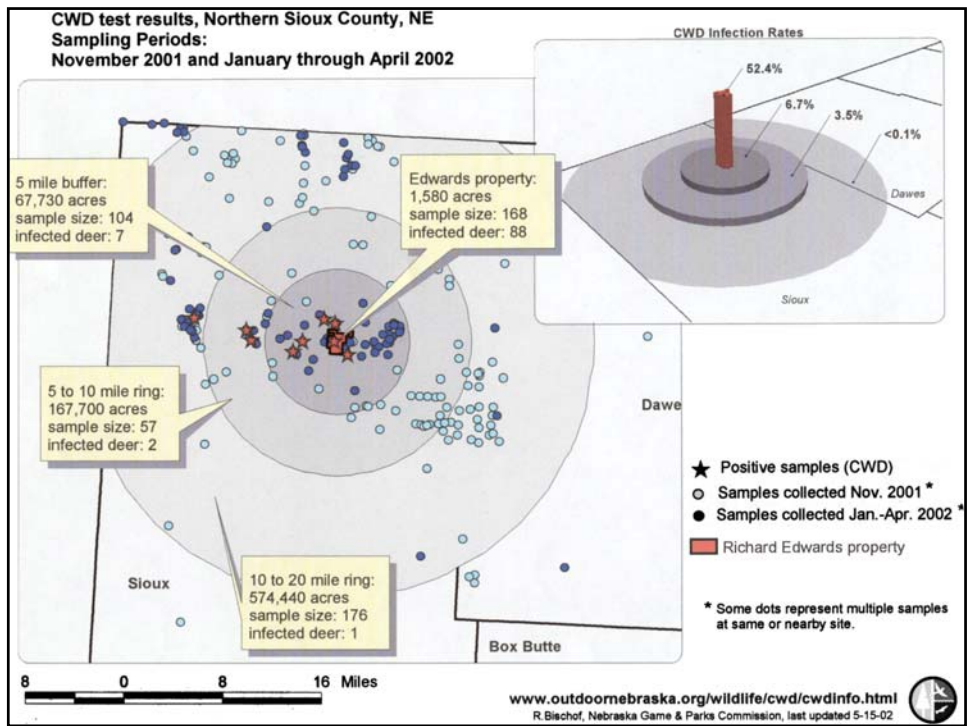 CWD test results, Northern Sioux County, NE
Sampling Periods:
November 2001 and January through April 2002
CWD Infection Rates
52.4%
6.7%
3.5%
<0.1%
Dawes
Sioux
5 mile buffer:
67,730 acres
sample size: 104
infected deer: 7
Edwards property:
1,580 acres
sample size: 168
infected deer: 88
5 to 10 mile ring:
167,700 acres
sample size: 57
infected deer: 2
Dawe
Positive samples (CWD)
Samples collected Nov. 2001 *
Samples collected Jan.-Apr. 2002 *
Richard Edwards property
10 to 20 mile ring:
574,440 acres
sample size: 176
infected deer: 1
Sioux
Box Butte
* Some dots represent multiple samples
at same or nearby site.
8 0 8 16 Miles
www.outdoornebraska.org/wildlife/cwd/cwdinfo.html
R.Bischof, Nebraska Game & Parks Commission, last updated 5-15-02